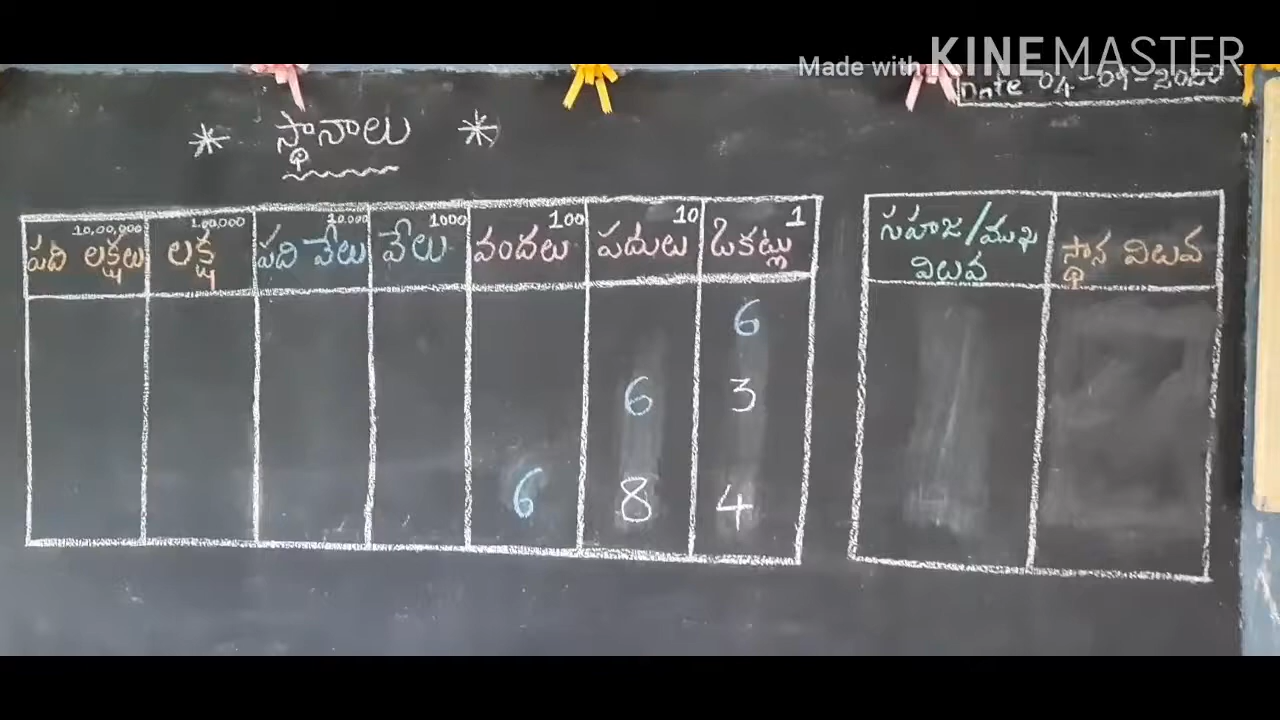 Made with KINEMASTER
Date 04-09-2020
* స్థానాలు *
10,00,000 1,00,000 10,000 1000 100 10 1
పది లక్షలు లక్ష పది వేలు వేలు వందలు పదులు ఒకట్లు
6
6 3
6 8 4
సహజ/ముఖ
విలువ
స్థాన విలువ